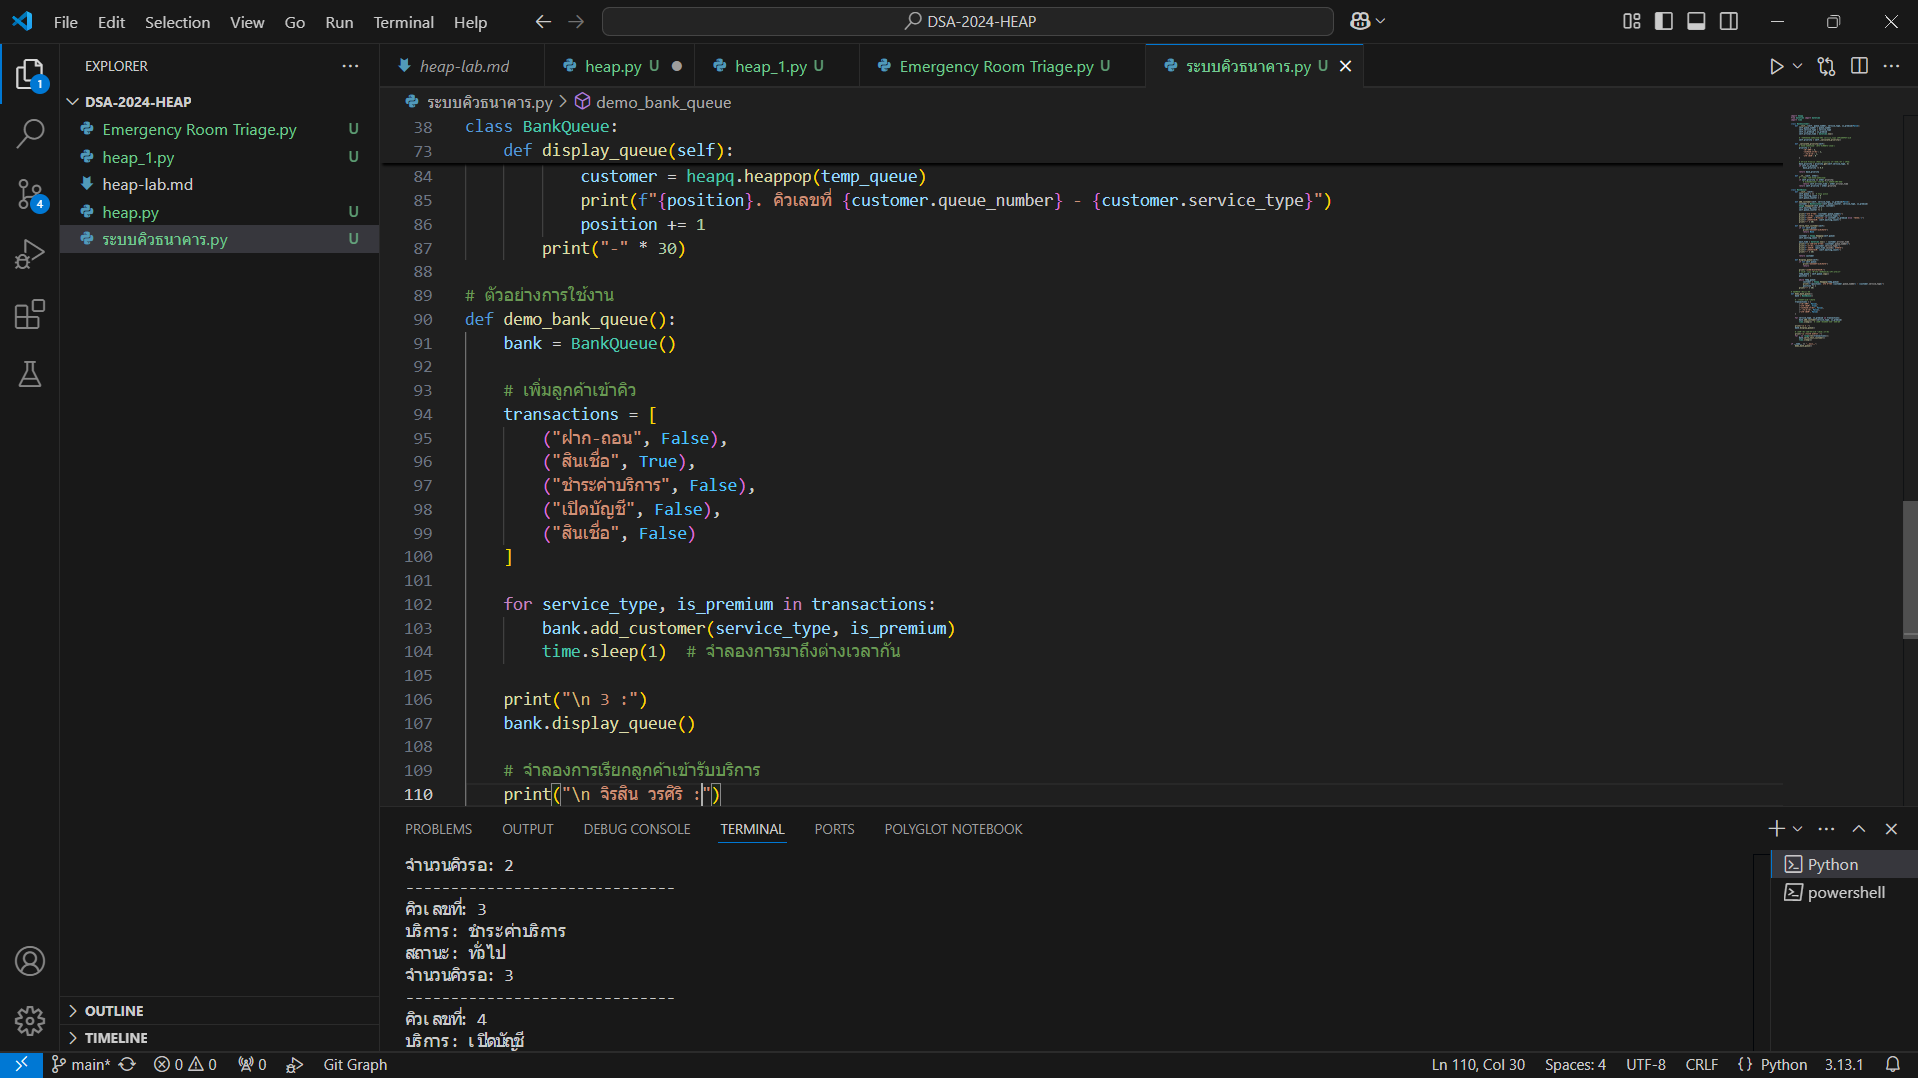 File Edit Selection View Go Run Terminal Help
DSA-2024-HEAP
EXPLORER
DSA-2024-HEAP
Emergency Room Triage.py U
heap_1.py U
heap-lab.md
heap.py U
ระบบคิวธนาคาร.py U
OUTLINE
TIMELINE
heap-lab.md heap.py U heap_1.py U Emergency Room Triage.py U ระบบคิวธนาคาร.py U
ระบบคิวธนาคาร.py > demo_bank_queue
38 class BankQueue:
73 def display_queue(self):
84 customer = heapq.heappop(temp_queue)
85 print(f"{position}. คิวเลขที่ {customer.queue_number} - {customer.service_type}")
86 position += 1
87 print("-" * 30)
88
89 # ตัวอย่างการใช้งาน
90 def demo_bank_queue():
91 bank = BankQueue()
92
93 # เพิ่มลูกค้าเข้าคิว
94 transactions = [
95 ("ฝาก-ถอน", False),
96 ("สินเชื่อ", True),
97 ("ชำระค่าบริการ", False),
98 ("เปิดบัญชี", False),
99 ("สินเชื่อ", False)
100 ]
101
102 for service_type, is_premium in transactions:
103 bank.add_customer(service_type, is_premium)
104 time.sleep(1) # จำลองการมาถึงต่างเวลากัน
105
106 print("\n 3 :")
107 bank.display_queue()
108
109 # จำลองการเรียกลูกค้าเข้ารับบริการ
110 print("\n จิรสิน วรศิริ :")
PROBLEMS OUTPUT DEBUG CONSOLE TERMINAL PORTS POLYGLOT NOTEBOOK
จำนวนคิวรอ: 2
------------------------------
คิวเลขที่: 3
บริการ: ชำระค่าบริการ
สถานะ: ทั่วไป
จำนวนคิวรอ: 3
------------------------------
คิวเลขที่: 4
บริการ: เปิดบัญชี
Python
powershell
1
4
main* 0 0 0 Git Graph Ln 110, Col 30 Spaces: 4 UTF-8 CRLF {} Python 3.13.1